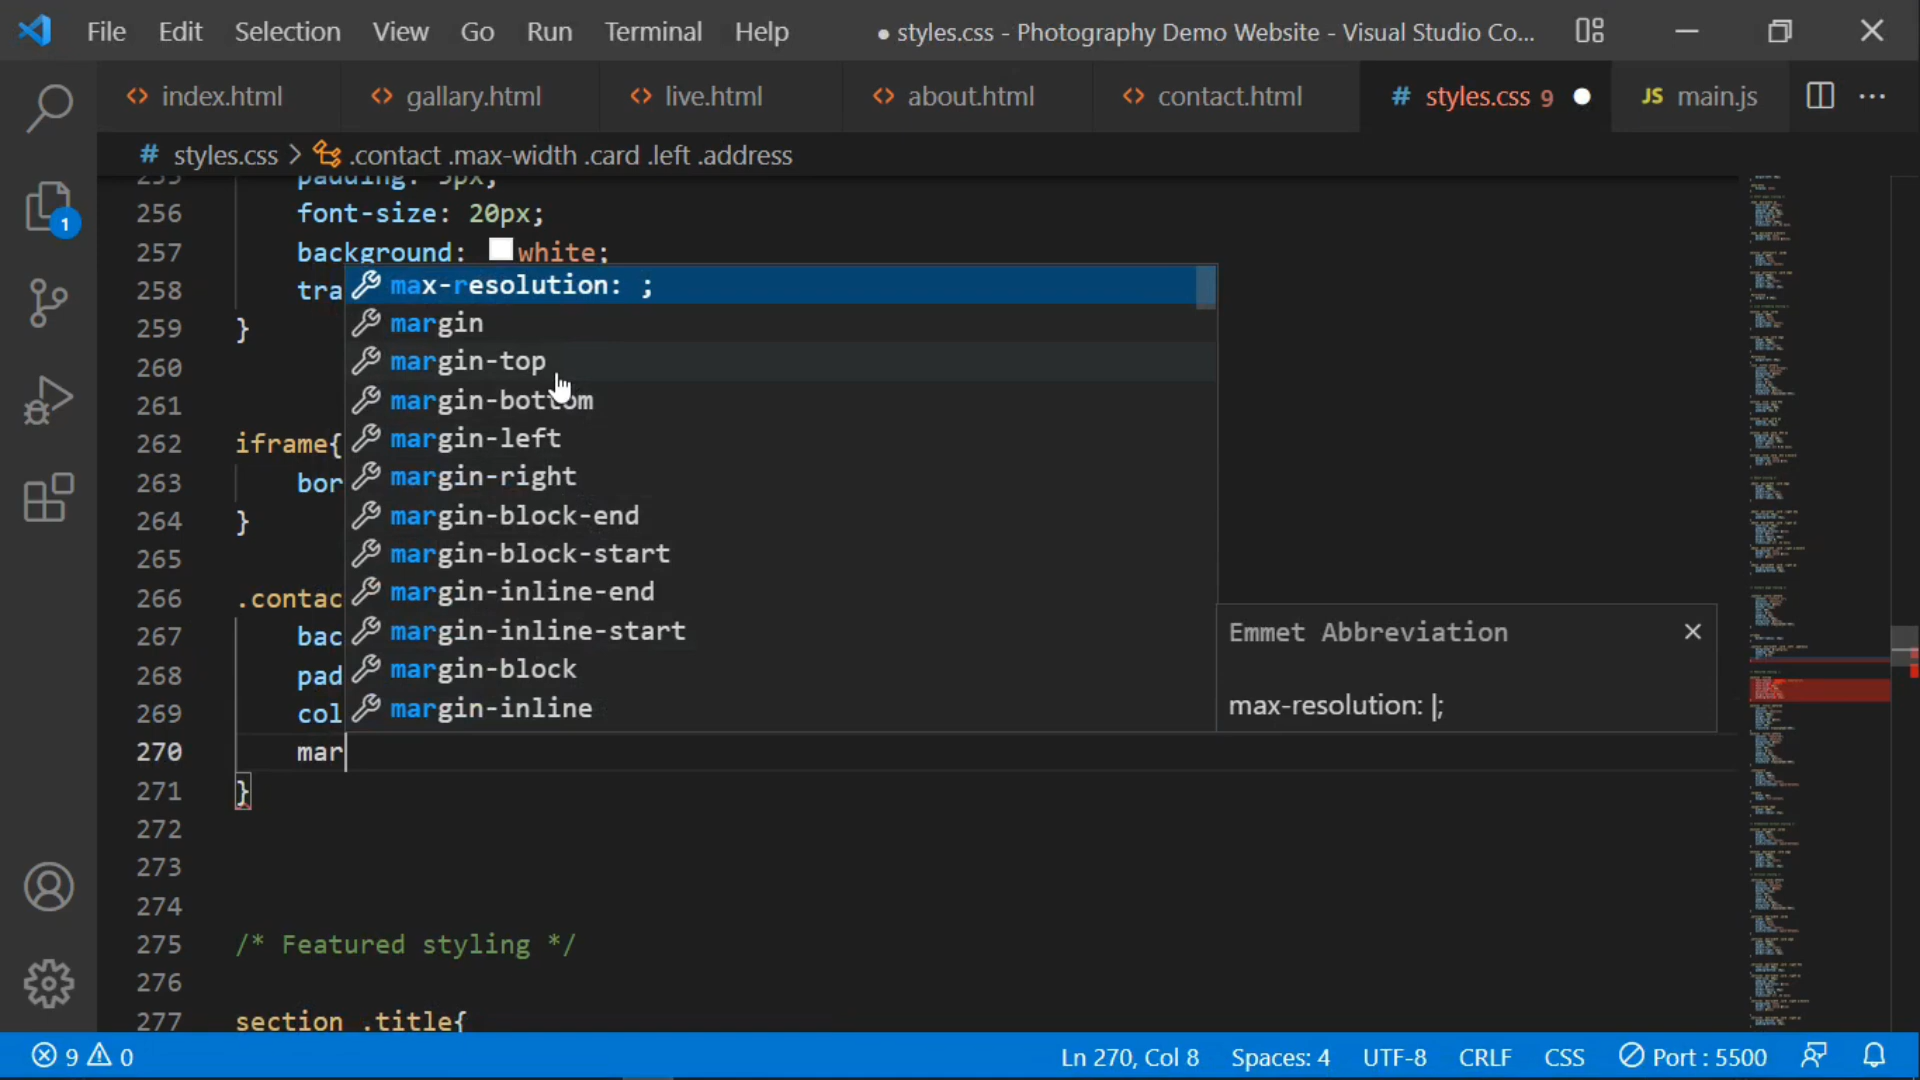 File Edit Selection View Go Run Terminal Help ● styles.css - Photography Demo Website - Visual Studio Co...
<> index.html <> gallary.html <> live.html <> about.html <> contact.html # styles.css 9 ● JS main.js ···
# styles.css > .contact .max-width .card .left .address
255 padding: 5px;
256 font-size: 20px;
257 background: white;
258 tra
259 }
260
261
262 iframe{
263 bor
264 }
265
266 .contac
267 bac
268 pad
269 col
270 mar
271 }
272
273
274
275 /* Featured styling */
276
277 section .title{
max-resolution: ;
margin
margin-top
margin-bottom
margin-left
margin-right
margin-block-end
margin-block-start
margin-inline-end
margin-inline-start
margin-block
margin-inline
Emmet Abbreviation ×
max-resolution: |;
1
9 0 Ln 270, Col 8 Spaces: 4 UTF-8 CRLF CSS Port : 5500